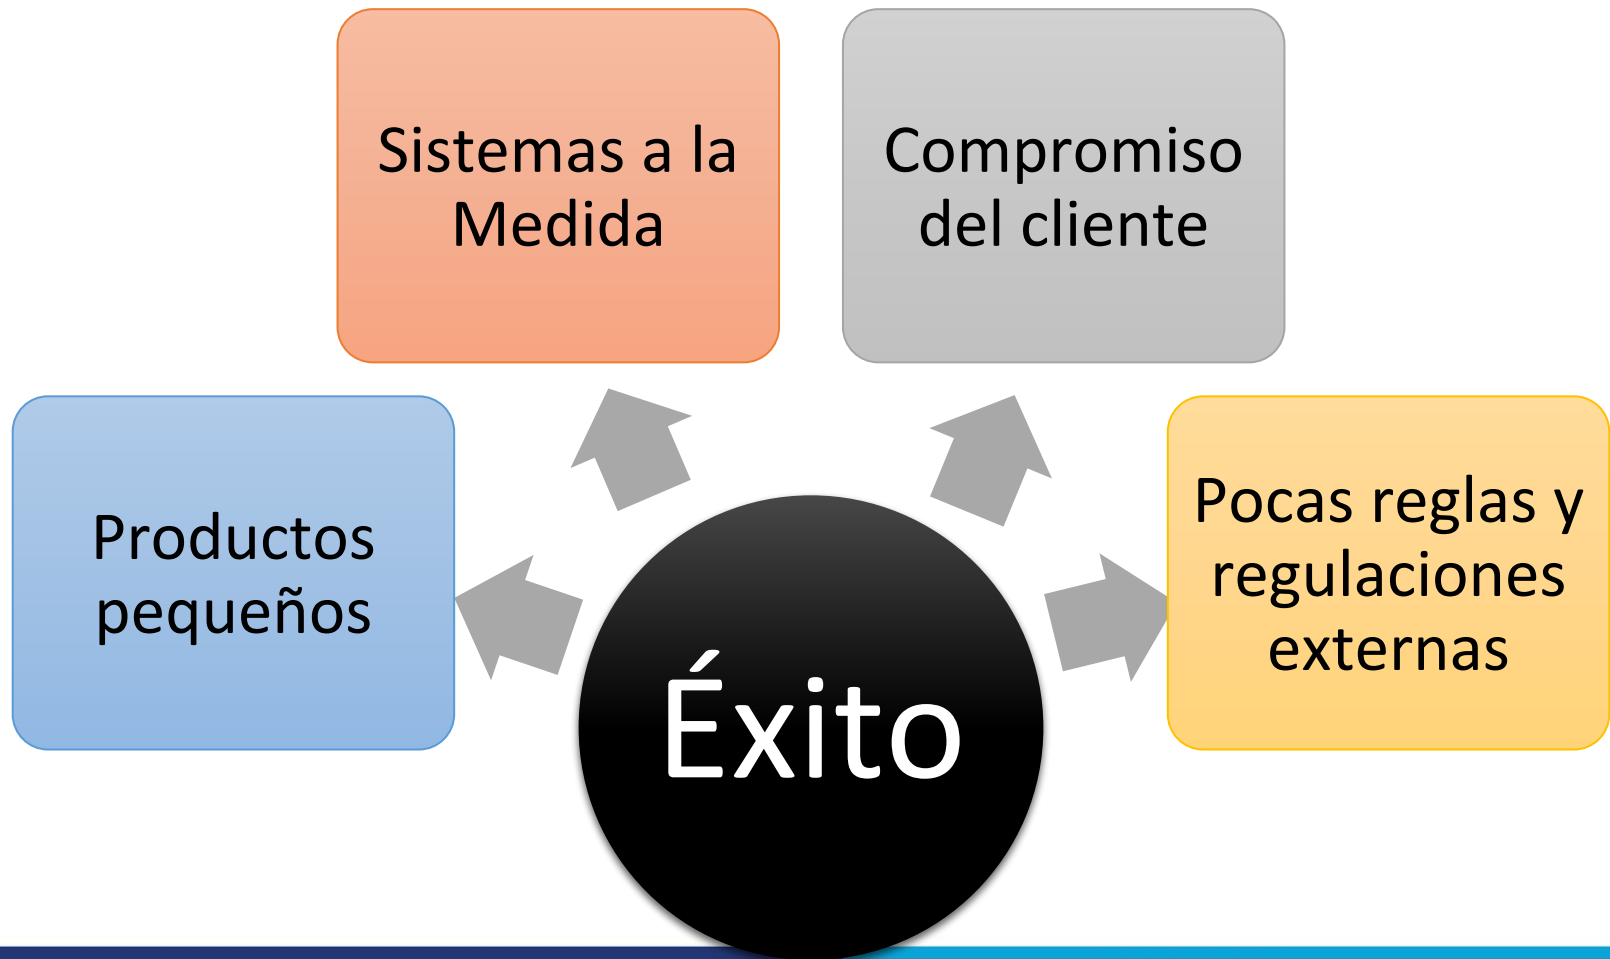 Sistemas a la
Medida
Compromiso
del cliente
Productos
pequeños
Pocas reglas y
regulaciones
externas
Éxito